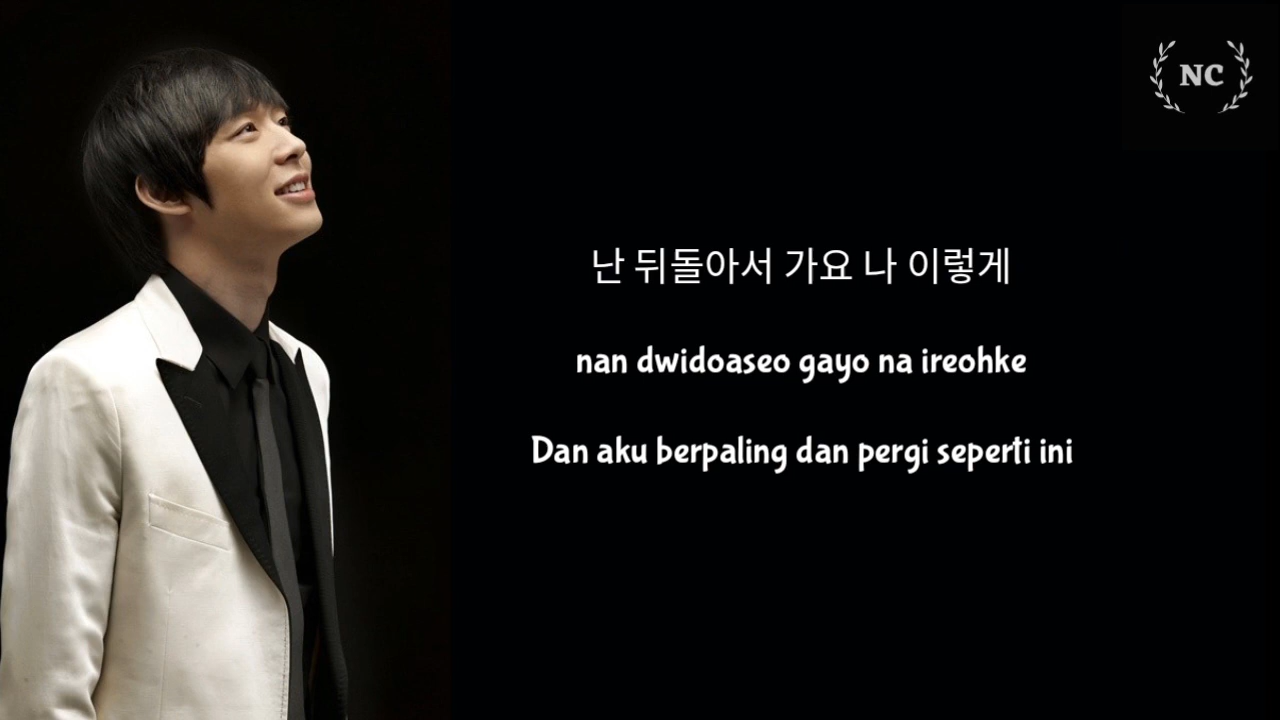 NC
난 뒤돌아서 가요 나 이렇게
nan dwidoaseo gayo na ireohke
Dan aku berpaling dan pergi seperti ini